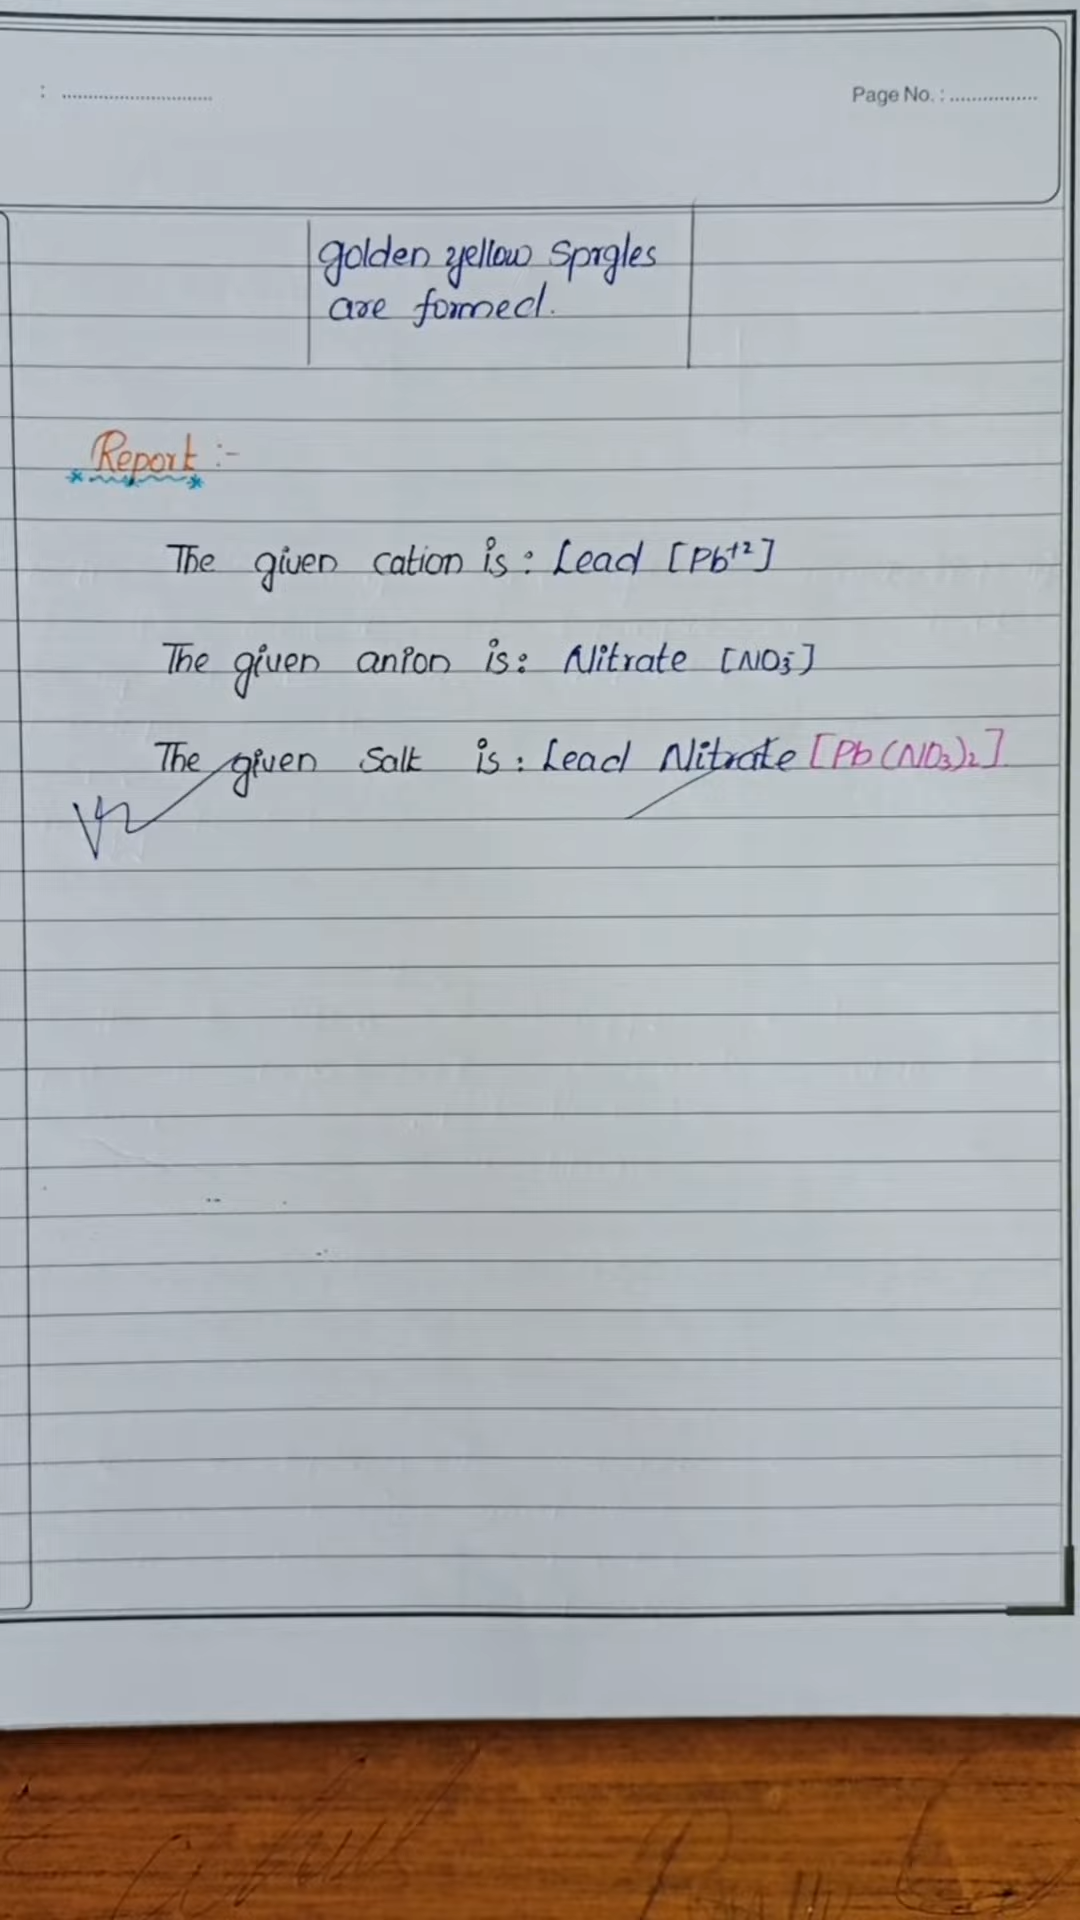 : ............................
Page No. : ................
golden yellow Sprgles
are formed.
Report :-
The given cation is : Lead [Pb⁺²]
The given anion is : Nitrate [NO₃⁻]
The given Salt is : Lead Nitrate [Pb(NO₃)₂]